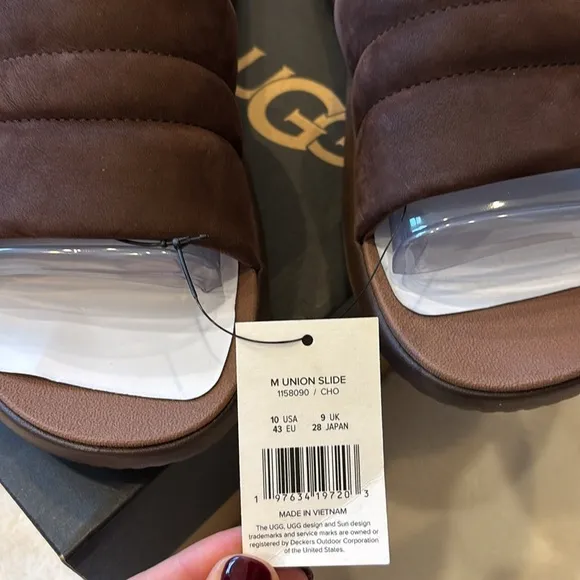 UGG
M UNION SLIDE
1158090 / CHO
10 USA 9 UK
43 EU 28 JAPAN
1 97634 19720 3
MADE IN VIETNAM
The UGG, UGG design and Sun design
trademarks and service marks are owned or
registered by Deckers Outdoor Corporation
of the United States.